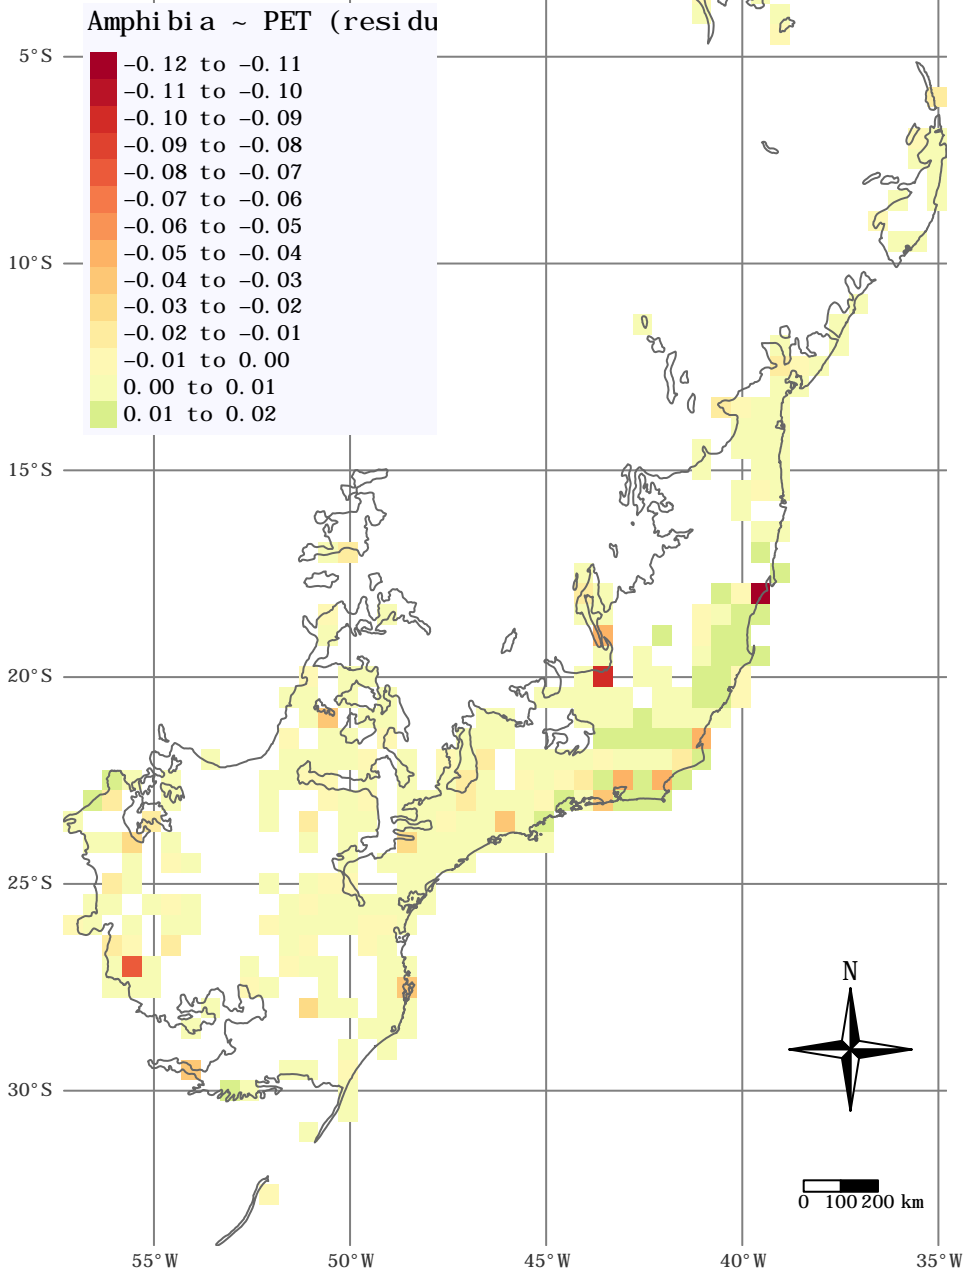 Amphibia ~ PET (residu
−0.12 to −0.11
−0.11 to −0.10
−0.10 to −0.09
−0.09 to −0.08
−0.08 to −0.07
−0.07 to −0.06
−0.06 to −0.05
−0.05 to −0.04
−0.04 to −0.03
−0.03 to −0.02
−0.02 to −0.01
−0.01 to 0.00
0.00 to 0.01
0.01 to 0.02
5°S
10°S
15°S
20°S
25°S
30°S
N
0 100 200 km
55°W 50°W 45°W 40°W 35°W